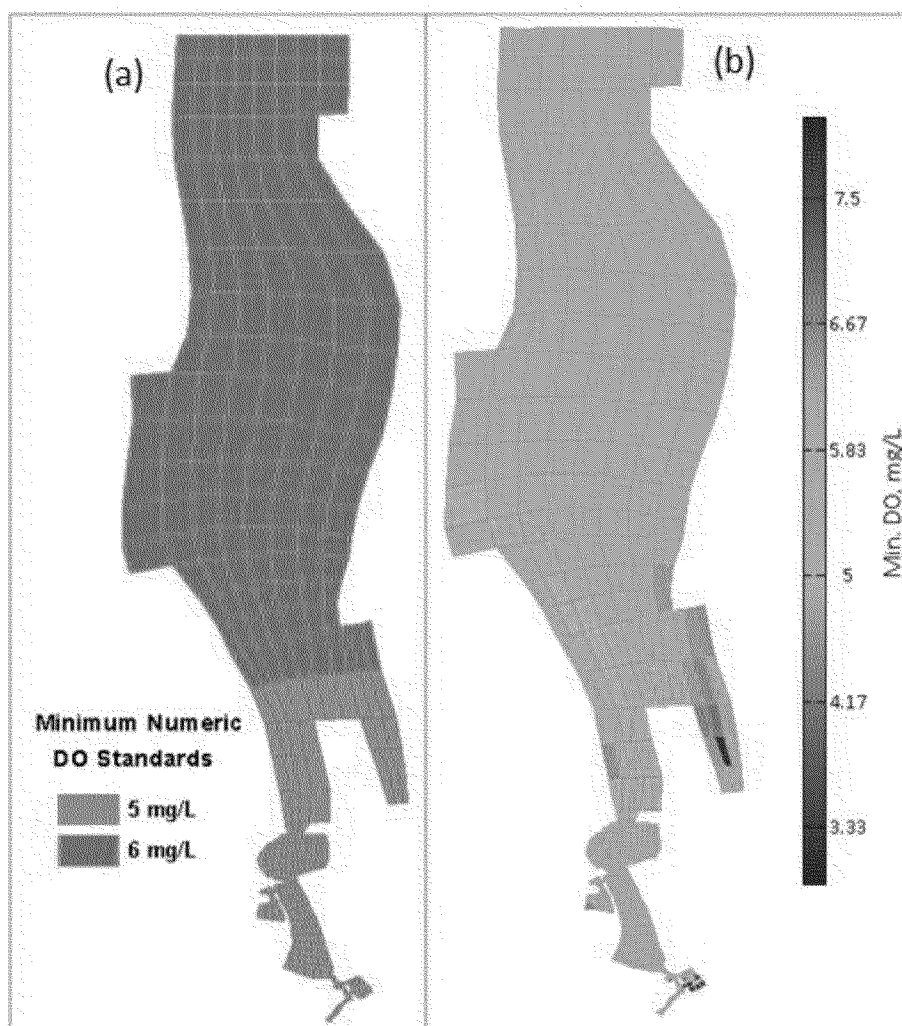 (a)
(b)
7.5
6.67
5.83
5
4.17
3.33
Min. DO, mg/L
Minimum Numeric
DO Standards
5 mg/L
6 mg/L